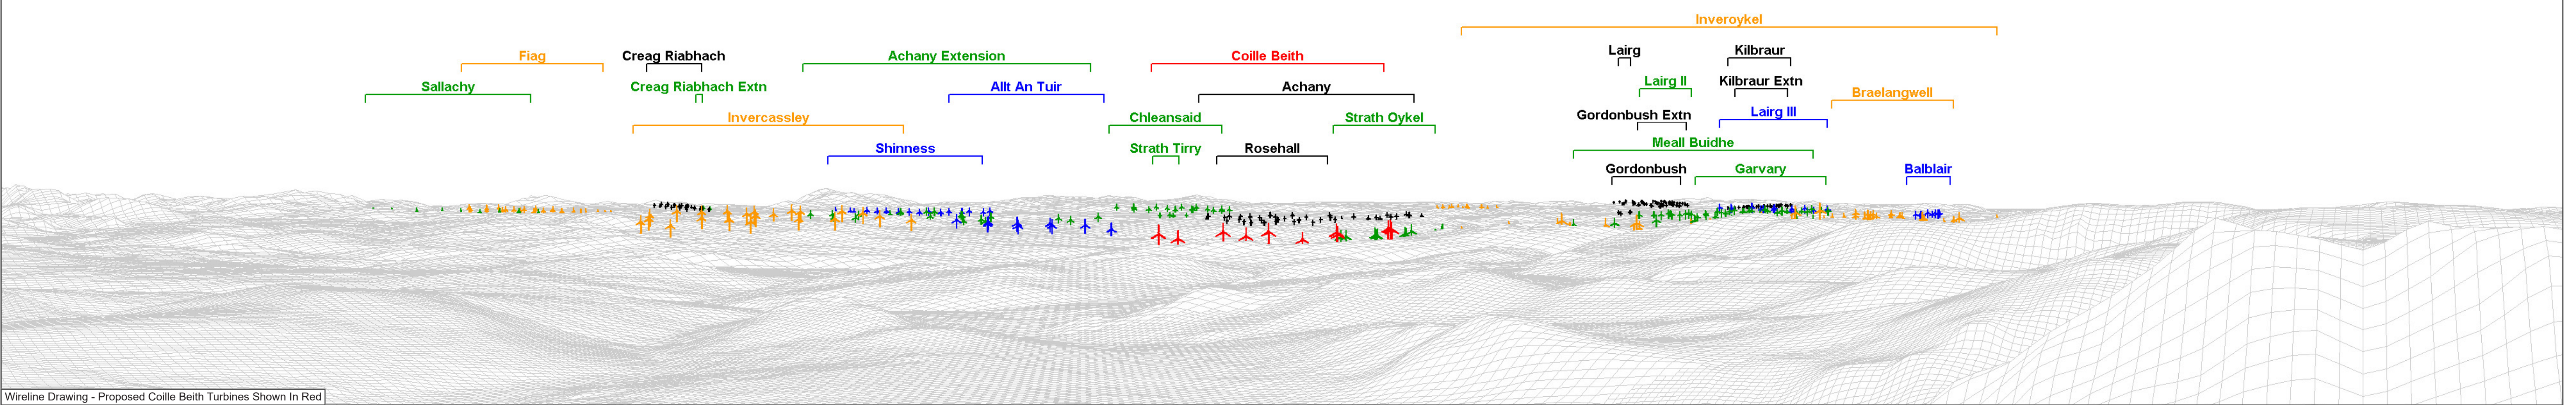 Inveroykel
Fiag
Creag Riabhach
Achany Extension
Coille Beith
Lairg
Kilbraur
Sallachy
Creag Riabhach Extn
Allt An Tuir
Achany
Lairg II
Kilbraur Extn
Braelangwell
Invercassley
Chleansaid
Strath Oykel
Gordonbush Extn
Lairg III
Shinness
Strath Tirry
Rosehall
Meall Buidhe
Gordonbush
Garvary
Balblair
Wireline Drawing - Proposed Coille Beith Turbines Shown In Red